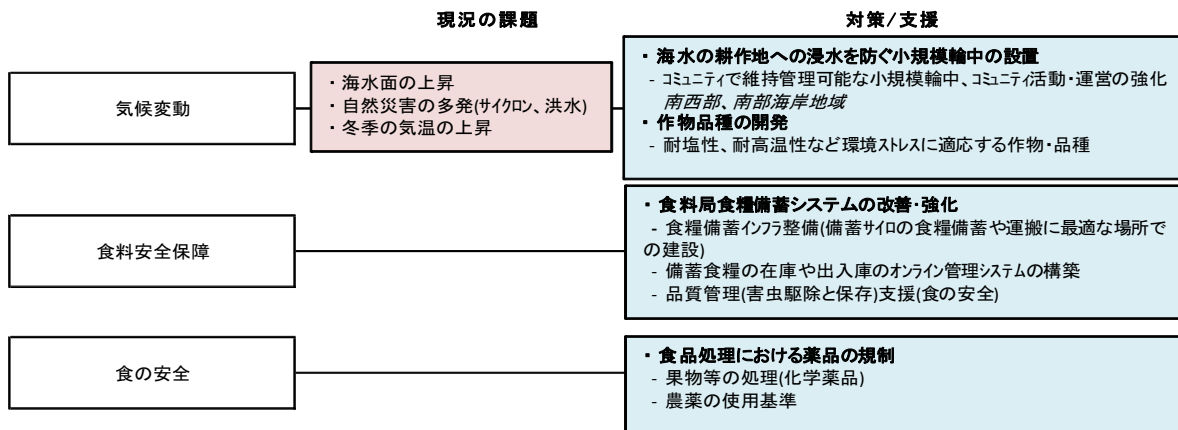 現況の課題
対策/支援
気候変動
・ 海水面の上昇
・ 自然災害の多発(サイクロン、洪水)
・ 冬季の気温の上昇
・ 海水の耕作地への浸水を防ぐ小規模輪中の設置
- コミュニティで維持管理可能な小規模輪中、コミュニティ活動・運営の強化
南西部、南部海岸地域
・ 作物品種の開発
- 耐塩性、耐高温性など環境ストレスに適応する作物・品種
食料安全保障
・ 食料局食糧備蓄システムの改善・強化
- 食糧備蓄インフラ整備(備蓄サイロの食糧備蓄や運搬に最適な場所で
の建設)
- 備蓄食糧の在庫や出入庫のオンライン管理システムの構築
- 品質管理(害虫駆除と保存)支援(食の安全)
食の安全
・ 食品処理における薬品の規制
- 果物等の処理(化学薬品)
- 農薬の使用基準